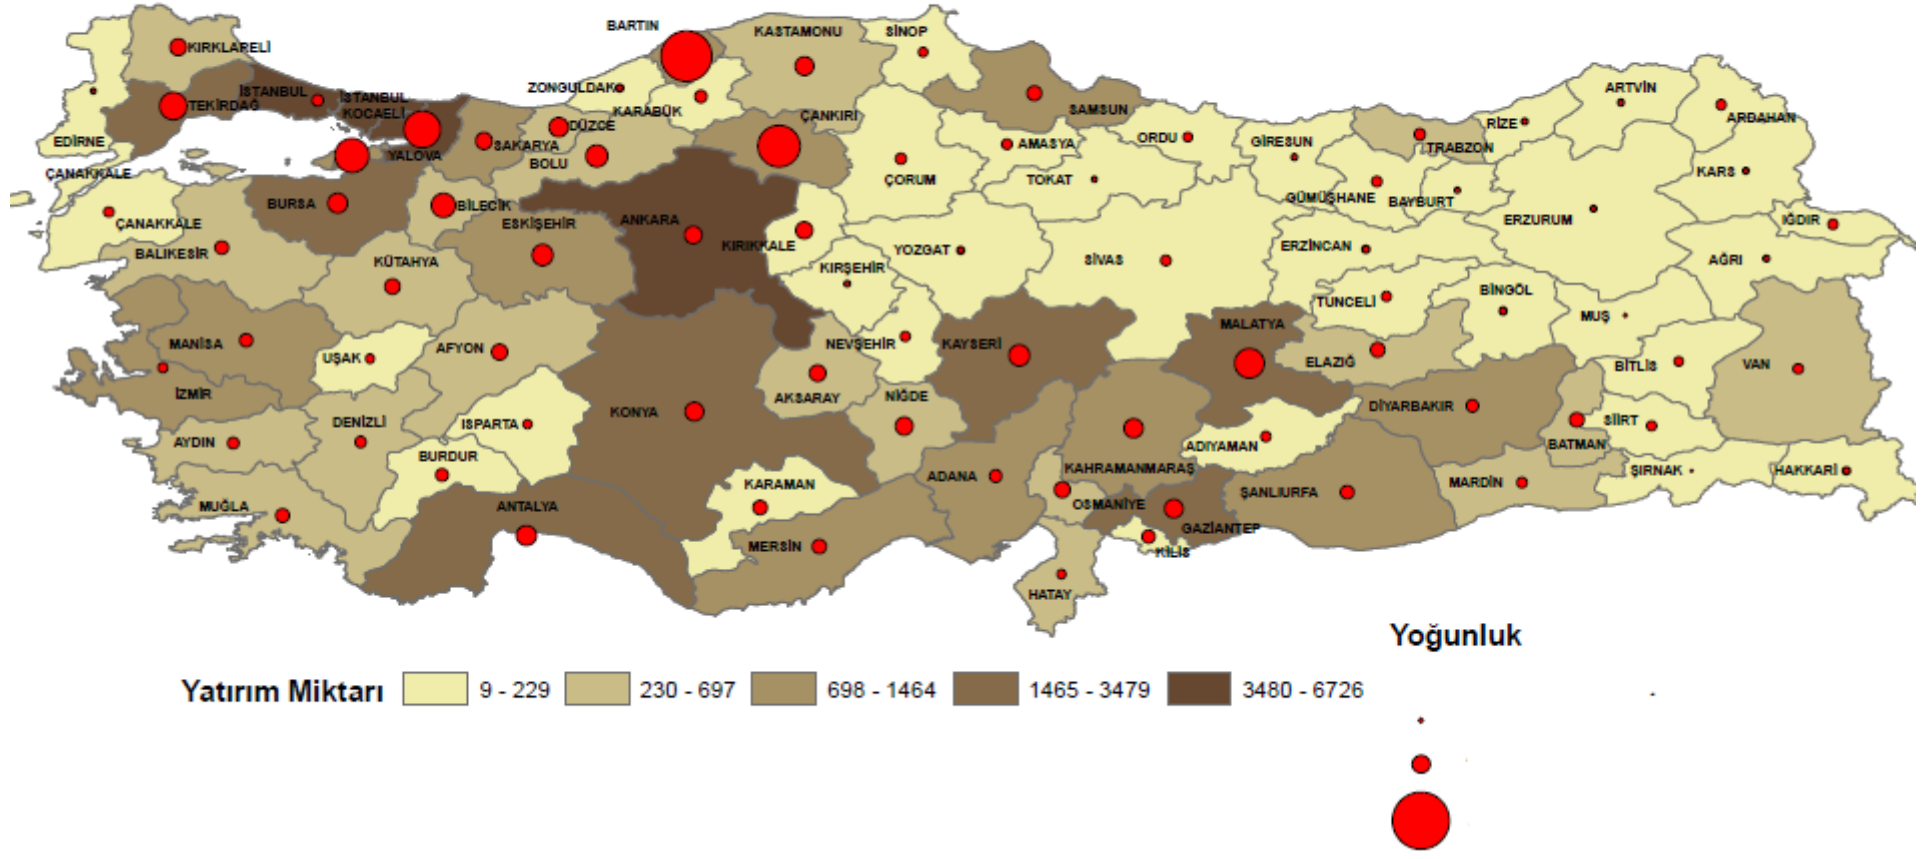 BARTIN
KASTAMONU
SİNOP
KIRKLARELİ
ZONGULDAK
KARABÜK
İSTANBUL
İSTANBUL
TEKİRDAĞ
KOCAELİ
ÇANKIRI
SAMSUN
ARTVİN
ARDAHAN
RİZE
EDİRNE
DÜZCE
SAKARYA
YALOVA
BOLU
AMASYA
ORDU
GİRESUN
TRABZON
ÇANAKKALE
ÇORUM
TOKAT
KARS
GÜMÜŞHANE
BAYBURT
BURSA
BİLECİK
ESKİŞEHİR
ANKARA
KIRIKKALE
ERZURUM
IĞDIR
ÇANAKKALE
BALIKESİR
KÜTAHYA
YOZGAT
SİVAS
ERZİNCAN
AĞRI
KIRŞEHİR
TUNCELİ
BİNGÖL
MUŞ
MANİSA
UŞAK
AFYON
NEVŞEHİR
KAYSERİ
MALATYA
ELAZIĞ
BİTLİS
VAN
İZMİR
AKSARAY
NİĞDE
KONYA
DİYARBAKIR
AYDIN
DENİZLİ
ISPARTA
ADIYAMAN
BATMAN
SİİRT
BURDUR
KARAMAN
ADANA
KAHRAMANMARAŞ
ŞIRNAK
HAKKARİ
MUĞLA
ANTALYA
OSMANİYE
GAZİANTEP
ŞANLIURFA
MARDİN
MERSİN
KİLİS
HATAY
Yoğunluk
Yatırım Miktarı 9 - 229 230 - 697 698 - 1464 1465 - 3479 3480 - 6726